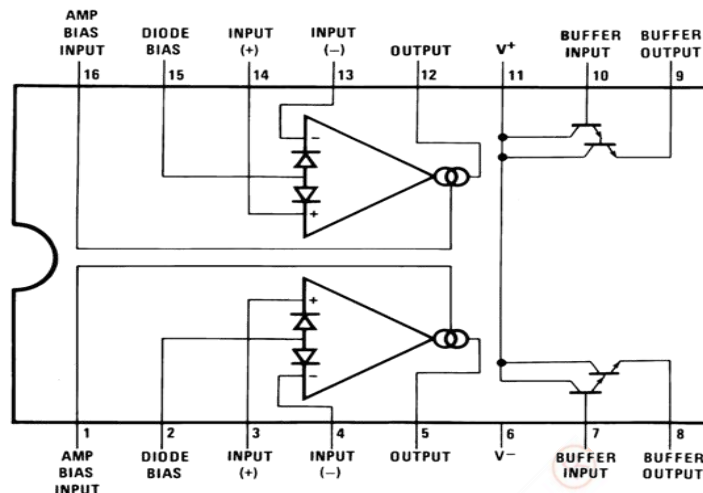 AMP
BIAS
INPUT
DIODE
BIAS
INPUT
(+)
INPUT
(−)
OUTPUT
V+
BUFFER
INPUT
BUFFER
OUTPUT
16 15 14 13 12 11 10 9
−
+
+
−
1 2 3 4 5 6 7 8
AMP
BIAS
INPUT
DIODE
BIAS
INPUT
(+)
INPUT
(−)
OUTPUT
V−
BUFFER
INPUT
BUFFER
OUTPUT